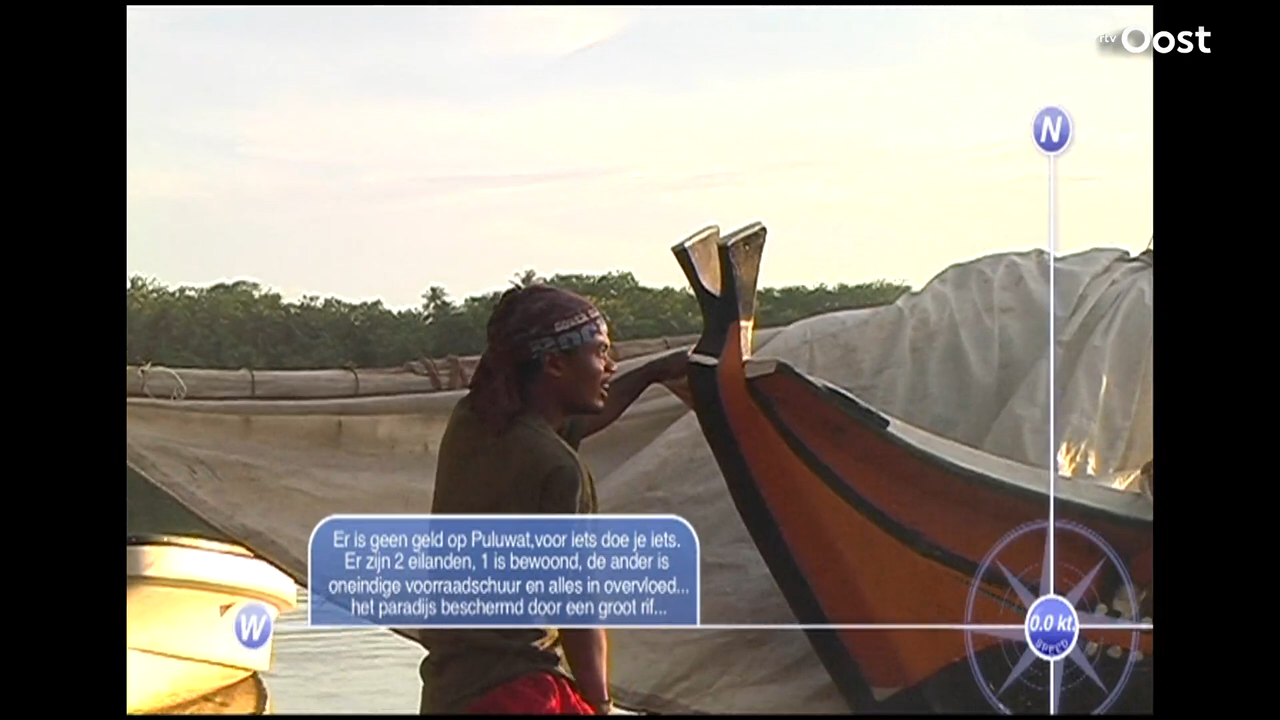 rtv Oost
N
Er is geen geld op Puluwat,voor iets doe je iets.
Er zijn 2 eilanden, 1 is bewoond, de ander is
oneindige voorraadschuur en alles in overvloed...
het paradijs beschermd door een groot rif...
W
0.0 kt.
SPEED